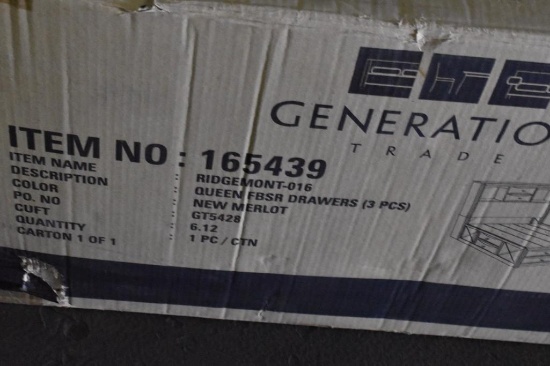 GENERATIO
TRADE
ITEM NO : 165439
ITEM NAME : RIDGEMONT-016
DESCRIPTION : QUEEN FBSR DRAWERS (3 PCS)
COLOR : NEW MERLOT
PO. NO : GT5428
CUFT : 6.12
QUANTITY : 1 PC / CTN
CARTON 1 OF 1